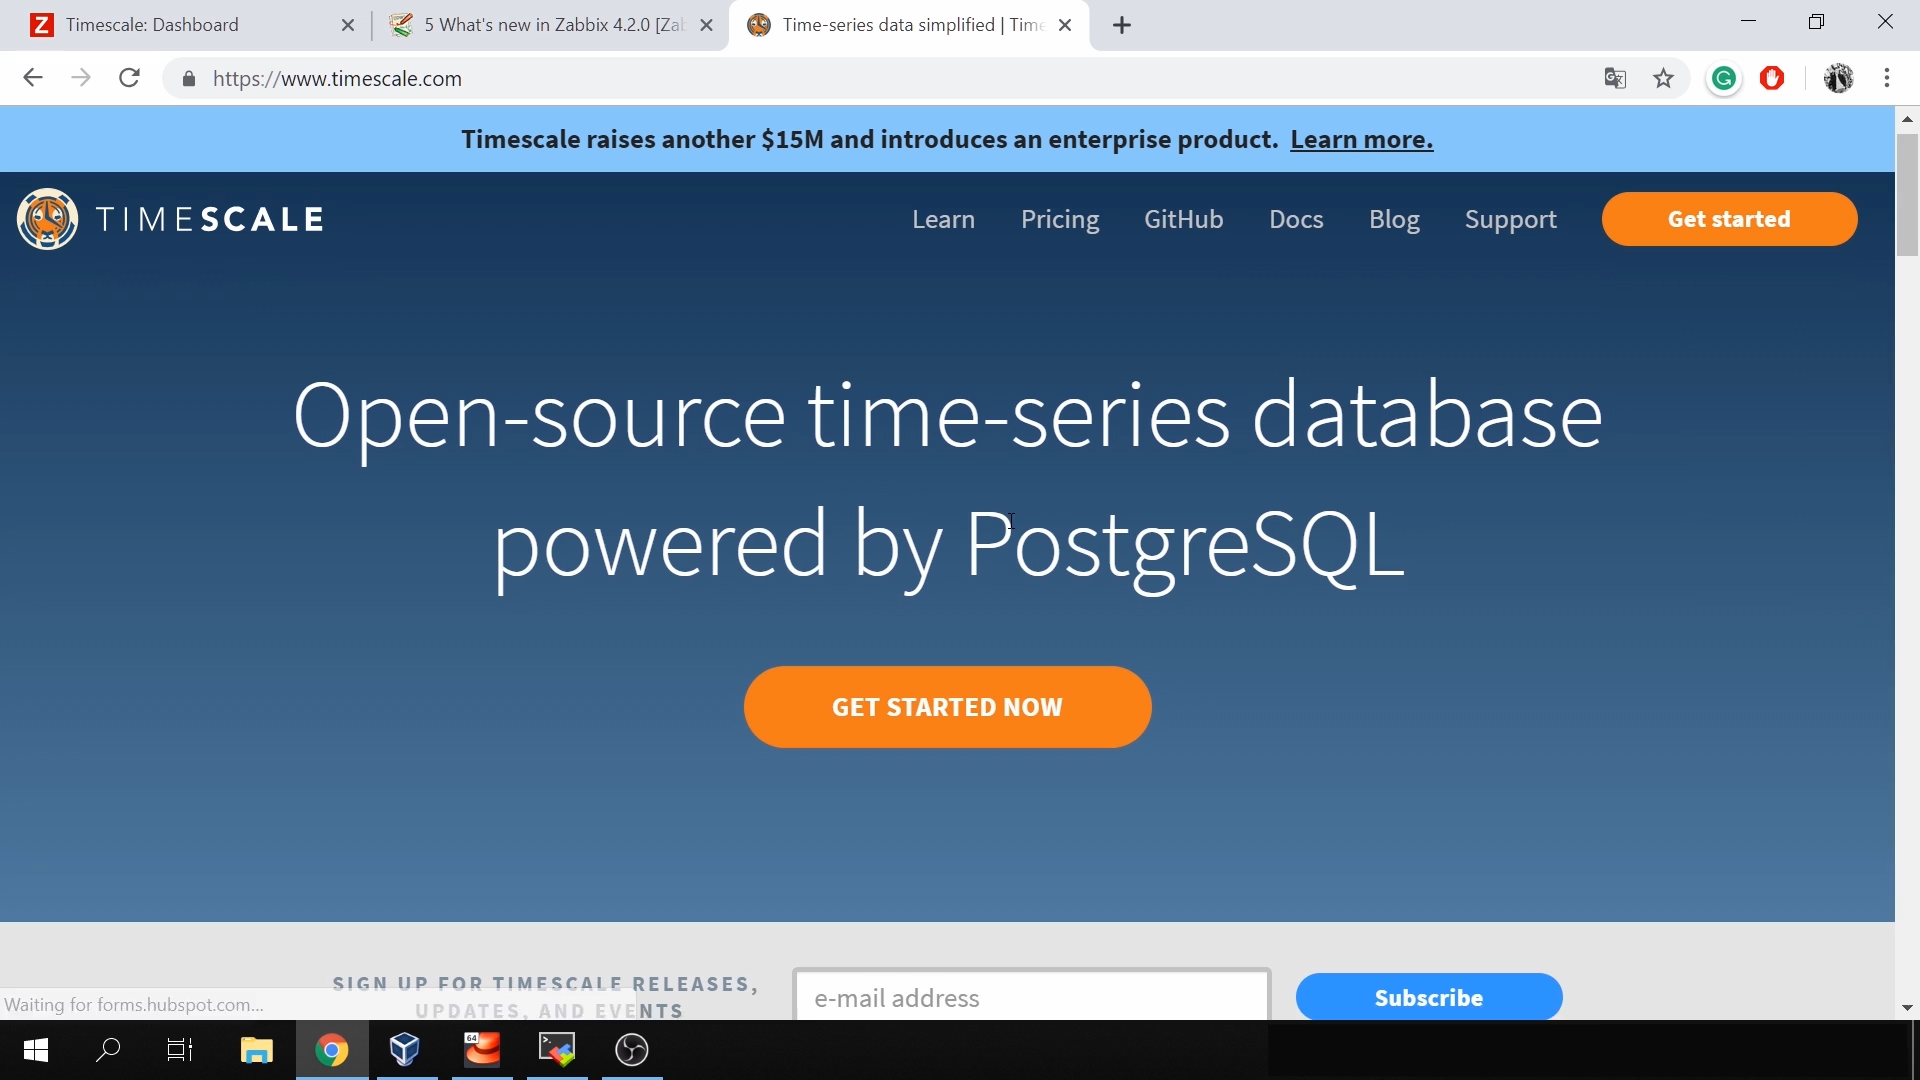 Timescale: Dashboard
5 What's new in Zabbix 4.2.0 [Zab
Time-series data simplified | Time
https://www.timescale.com
Timescale raises another $15M and introduces an enterprise product. Learn more.
TIMESCALE
Learn
Pricing
GitHub
Docs
Blog
Support
Get started
Open-source time-series database
powered by PostgreSQL
GET STARTED NOW
SIGN UP FOR TIMESCALE RELEASES,
UPDATES, AND EVENTS
e-mail address
Subscribe
Waiting for forms.hubspot.com...
64